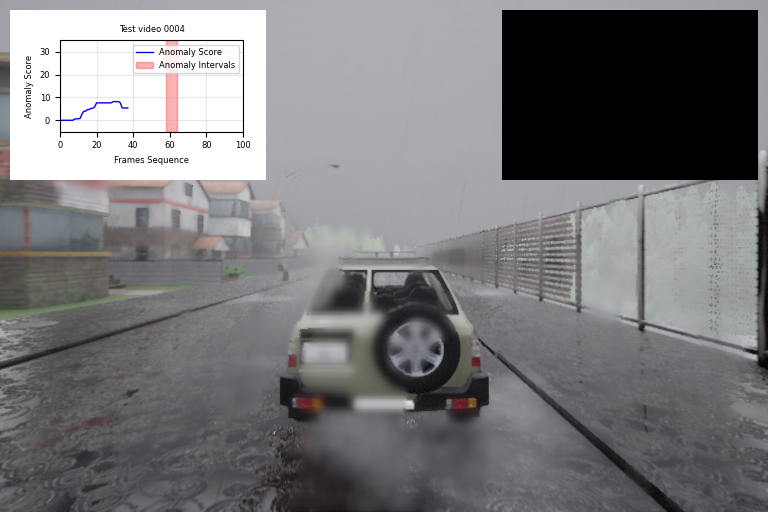 Test video 0004
Anomaly Score
Anomaly Intervals
30
20
10
0
Anomaly Score
0 20 40 60 80 100
Frames Sequence